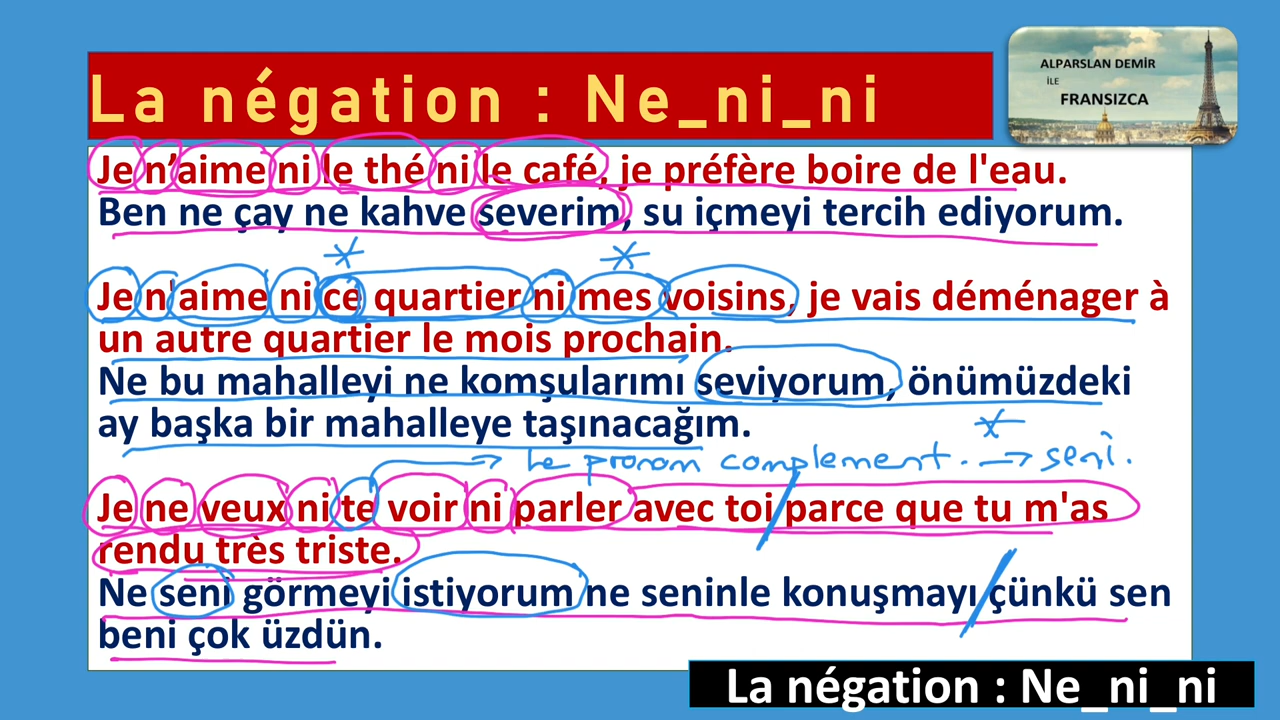 La négation : Ne_ni_ni
ALPARSLAN DEMİR
İLE
FRANSIZCA
Je n’aime ni le thé ni le café, je préfère boire de l'eau.
Ben ne çay ne kahve severim, su içmeyi tercih ediyorum.
Je n'aime ni ce quartier ni mes voisins, je vais déménager à
un autre quartier le mois prochain.
Ne bu mahalleyi ne komşularımı seviyorum, önümüzdeki
ay başka bir mahalleye taşınacağım.
Le pronom complement. → seni.
Je ne veux ni te voir ni parler avec toi parce que tu m'as
rendu très triste.
Ne seni görmeyi istiyorum ne seninle konuşmayı çünkü sen
beni çok üzdün.
La négation : Ne_ni_ni